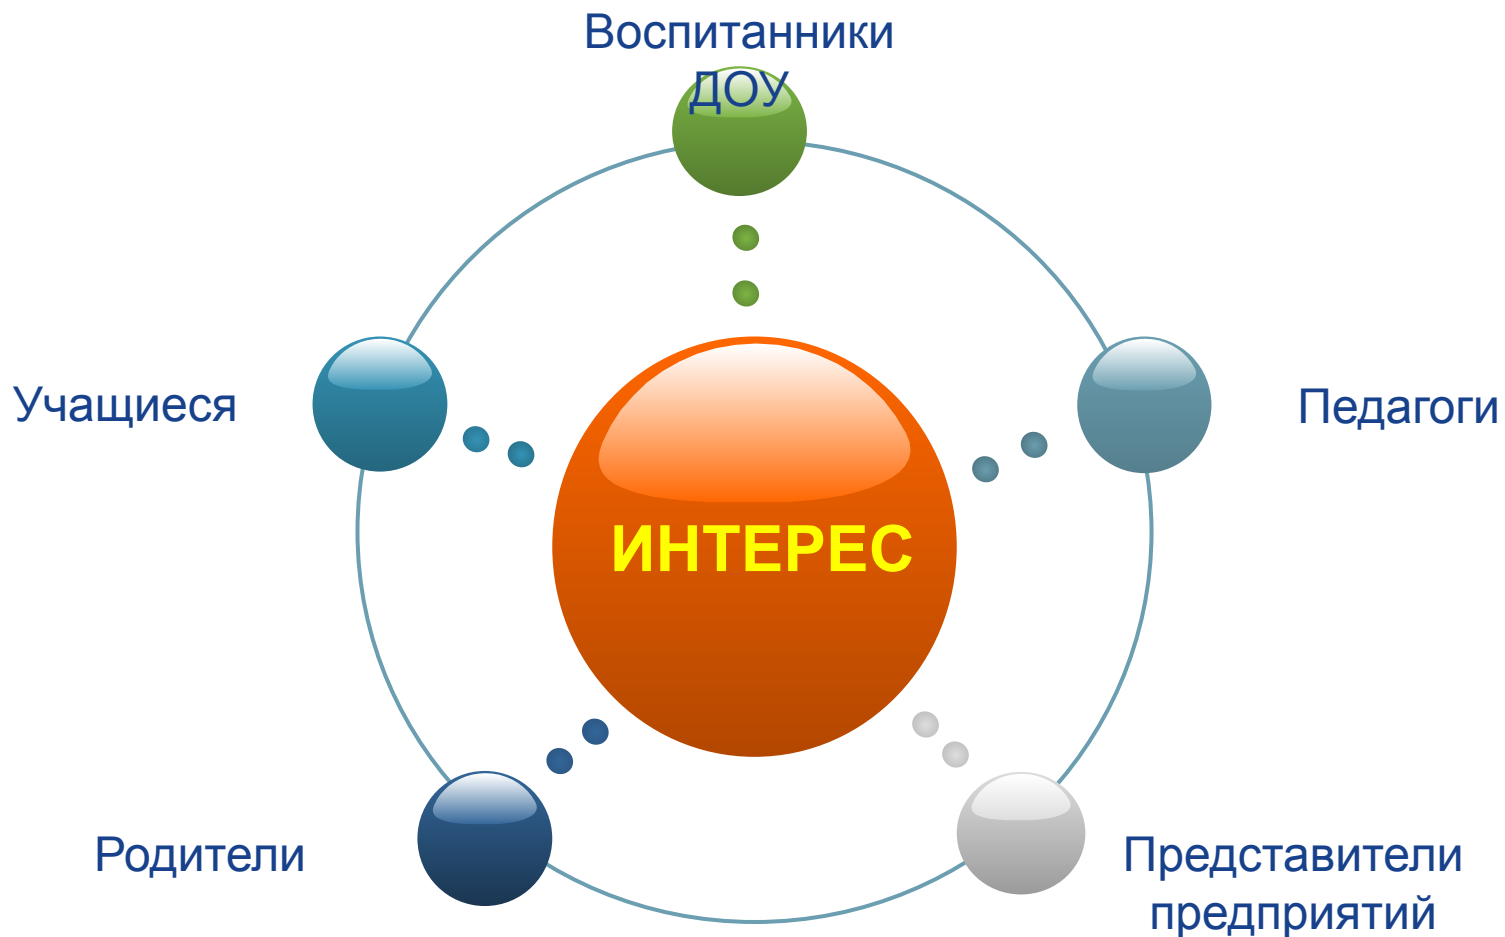 Воспитанники
ДОУ
Учащиеся
Педагоги
ИНТЕРЕС
Родители
Представители
предприятий